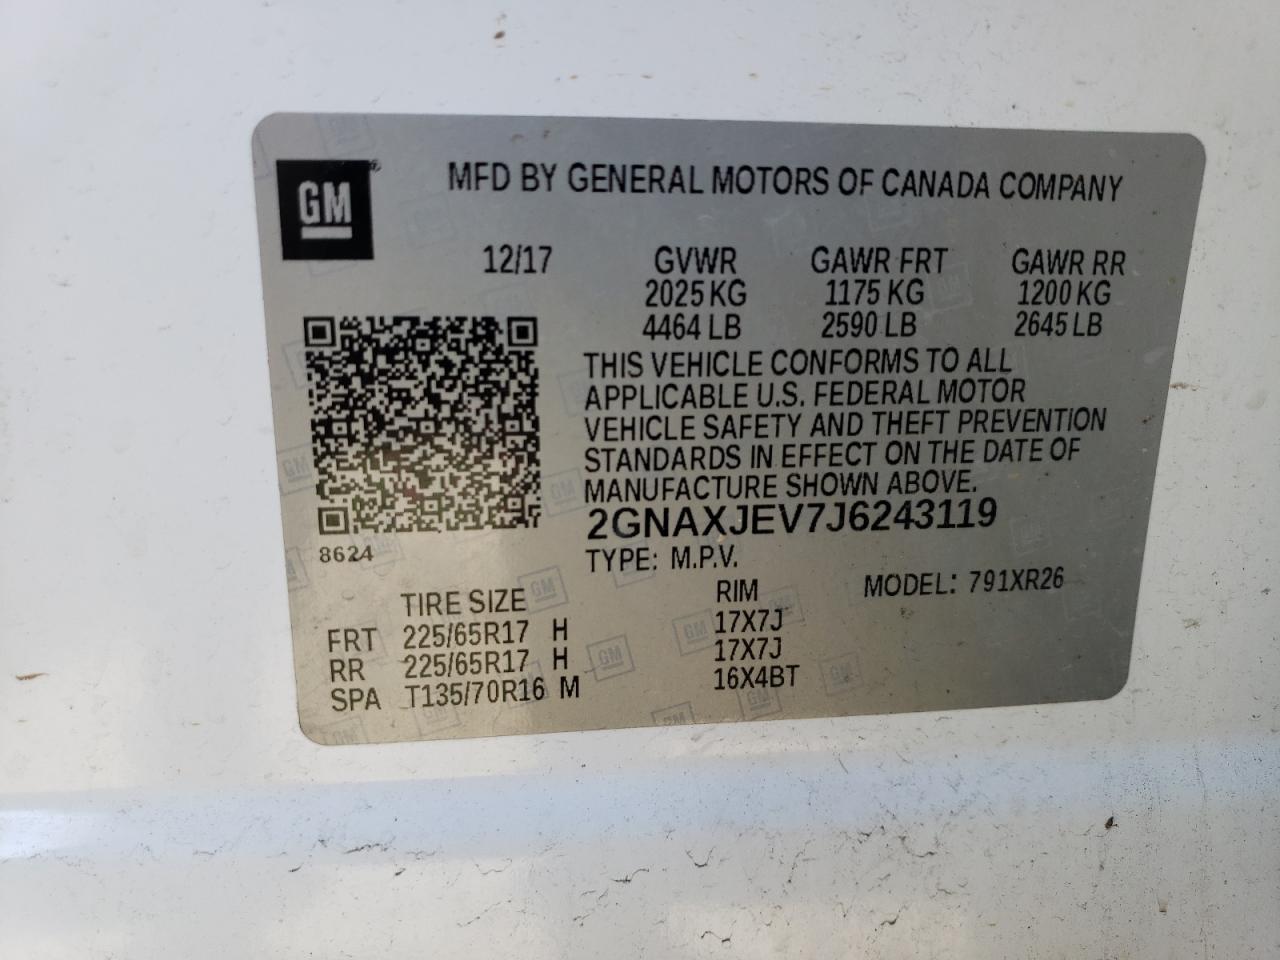 GM ®
MFD BY GENERAL MOTORS OF CANADA COMPANY
12/17 GVWR GAWR FRT GAWR RR
2025 KG 1175 KG 1200 KG
4464 LB 2590 LB 2645 LB
THIS VEHICLE CONFORMS TO ALL
APPLICABLE U.S. FEDERAL MOTOR
VEHICLE SAFETY AND THEFT PREVENTION
STANDARDS IN EFFECT ON THE DATE OF
MANUFACTURE SHOWN ABOVE.
2GNAXJEV7J6243119
8624
TYPE: M.P.V. MODEL: 791XR26
TIRE SIZE RIM
FRT 225/65R17 H 17X7J
RR 225/65R17 H 17X7J
SPA T135/70R16 M 16X4BT